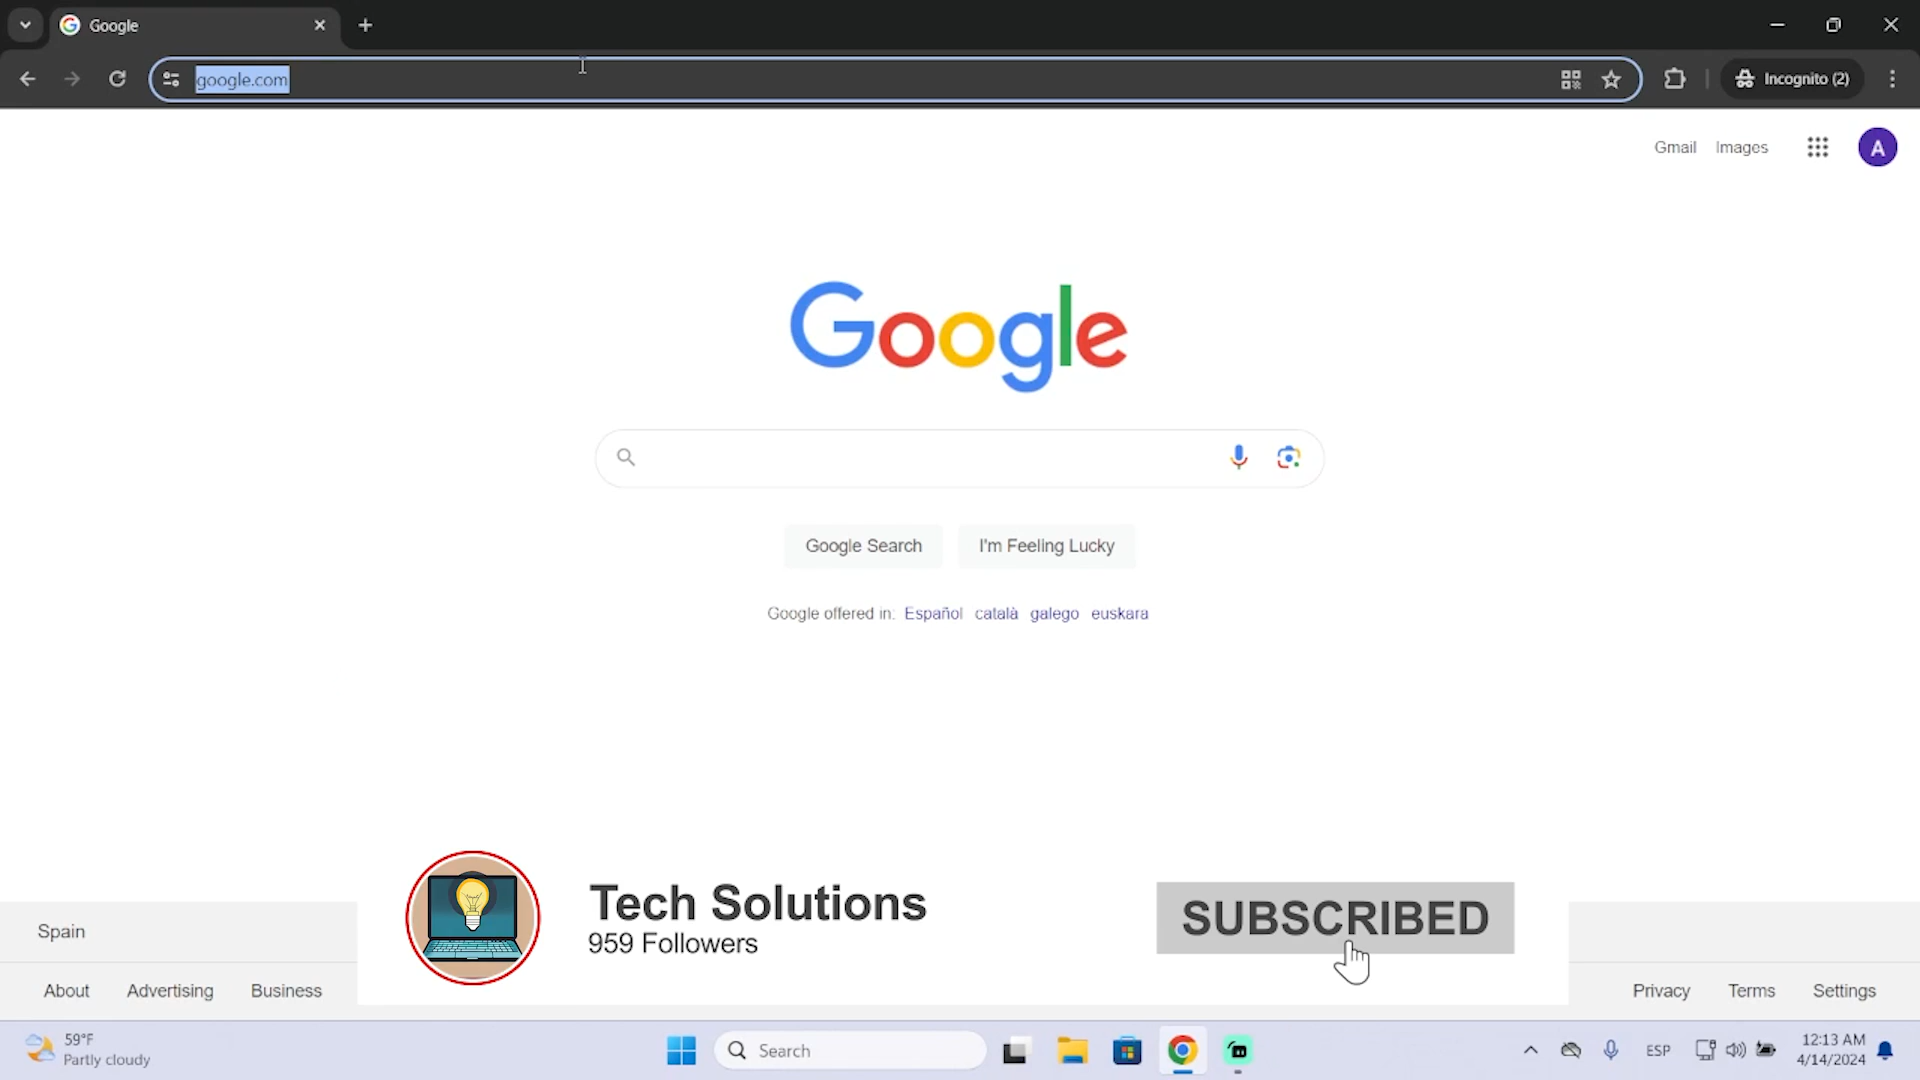 Google
google.com
Incognito (2)
Gmail Images
A
Google
Google Search I'm Feeling Lucky
Google offered in: Español català galego euskara
Tech Solutions
959 Followers
SUBSCRIBED
Spain
About Advertising Business
Privacy Terms Settings
59°F
Partly cloudy
Search
ESP
12:13 AM
4/14/2024